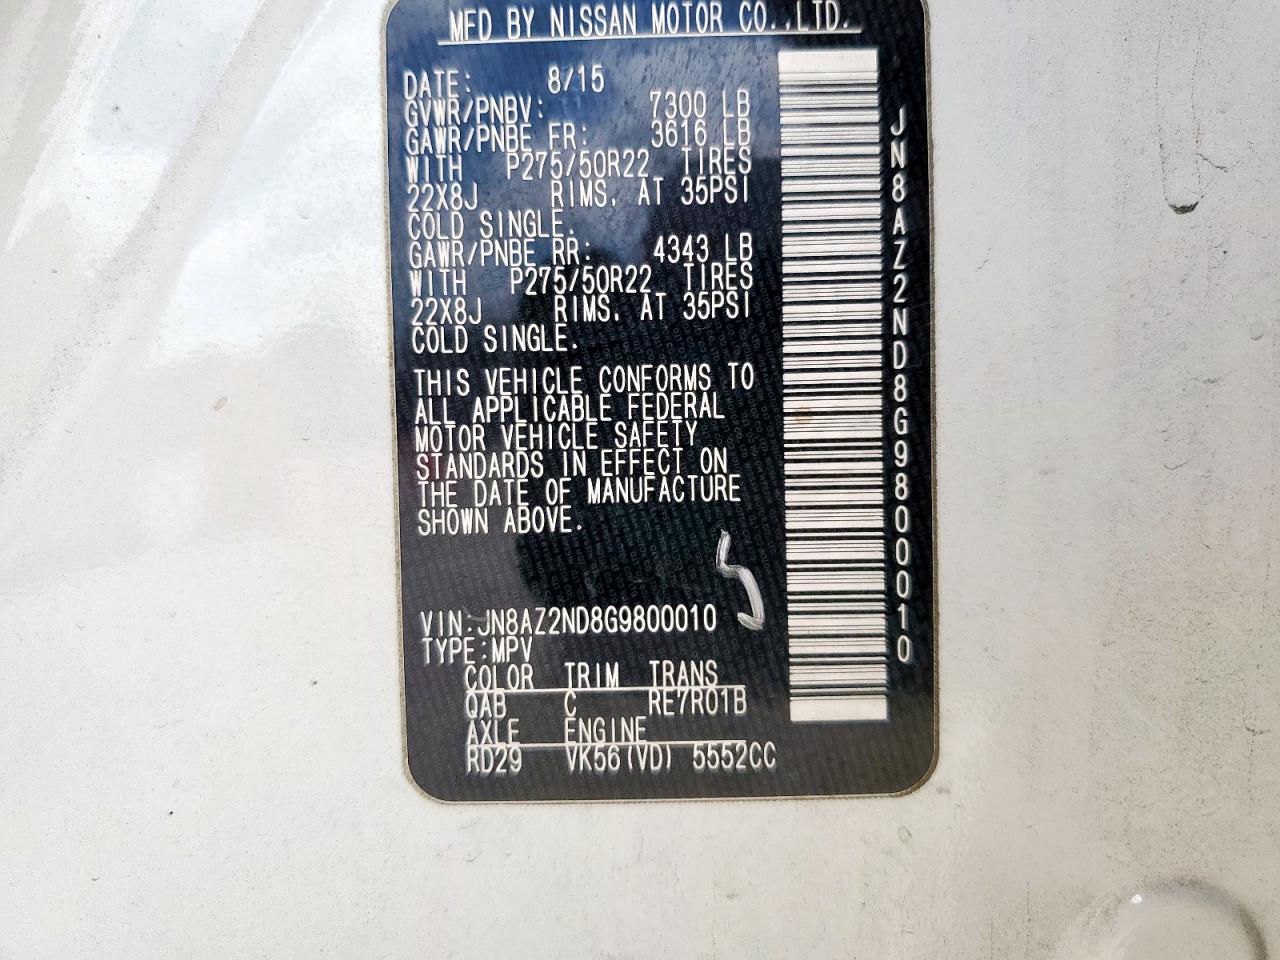 MFD BY NISSAN MOTOR CO.,LTD.
DATE: 8/15
GVWR/PNBV: 7300 LB
GAWR/PNBE FR: 3616 LB
WITH P275/50R22 TIRES
22X8J RIMS. AT 35PSI
COLD SINGLE.
GAWR/PNBE RR: 4343 LB
WITH P275/50R22 TIRES
22X8J RIMS. AT 35PSI
COLD SINGLE.
THIS VEHICLE CONFORMS TO
ALL APPLICABLE FEDERAL
MOTOR VEHICLE SAFETY
STANDARDS IN EFFECT ON
THE DATE OF MANUFACTURE
SHOWN ABOVE.
VIN:JN8AZ2ND8G9800010
TYPE:MPV
COLOR TRIM TRANS
QAB C RE7R01B
AXLE ENGINE
RD29 VK56(VD) 5552CC
JN8AZ2ND8G9800010